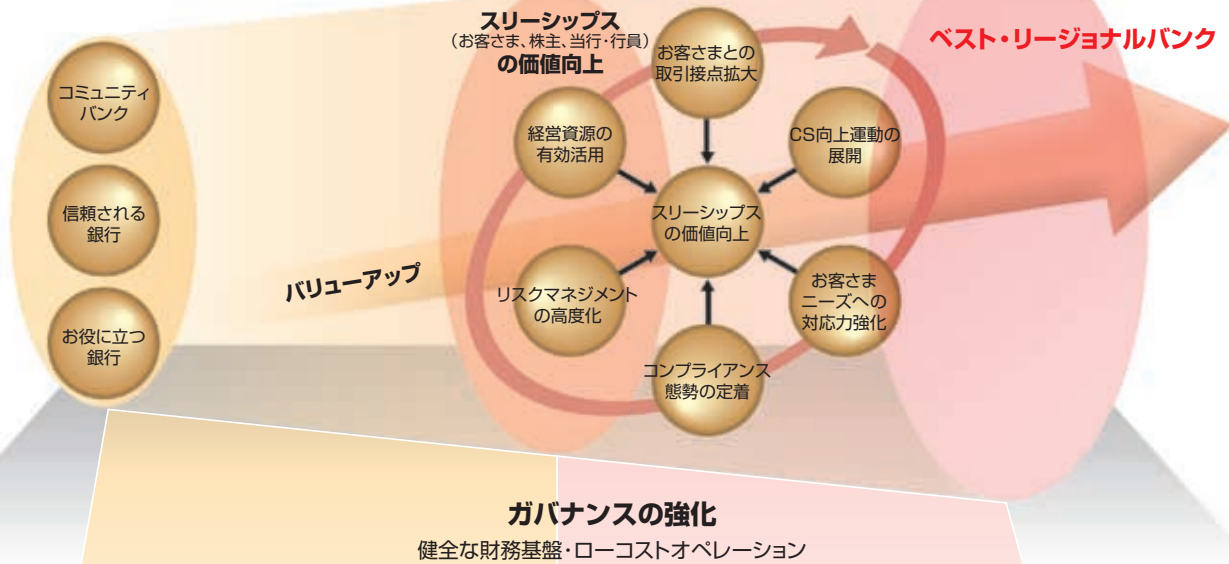 スリーシップス
（お客さま、株主、当行・行員）
の価値向上
ベスト・リージョナルバンク
コミュニティ
バンク
信頼される
銀行
お役に立つ
銀行
バリューアップ
お客さまとの
取引接点拡大
経営資源の
有効活用
CS向上運動の
展開
スリーシップス
の価値向上
リスクマネジメント
の高度化
お客さま
ニーズへの
対応力強化
コンプライアンス
態勢の定着
ガバナンスの強化
健全な財務基盤・ローコストオペレーション